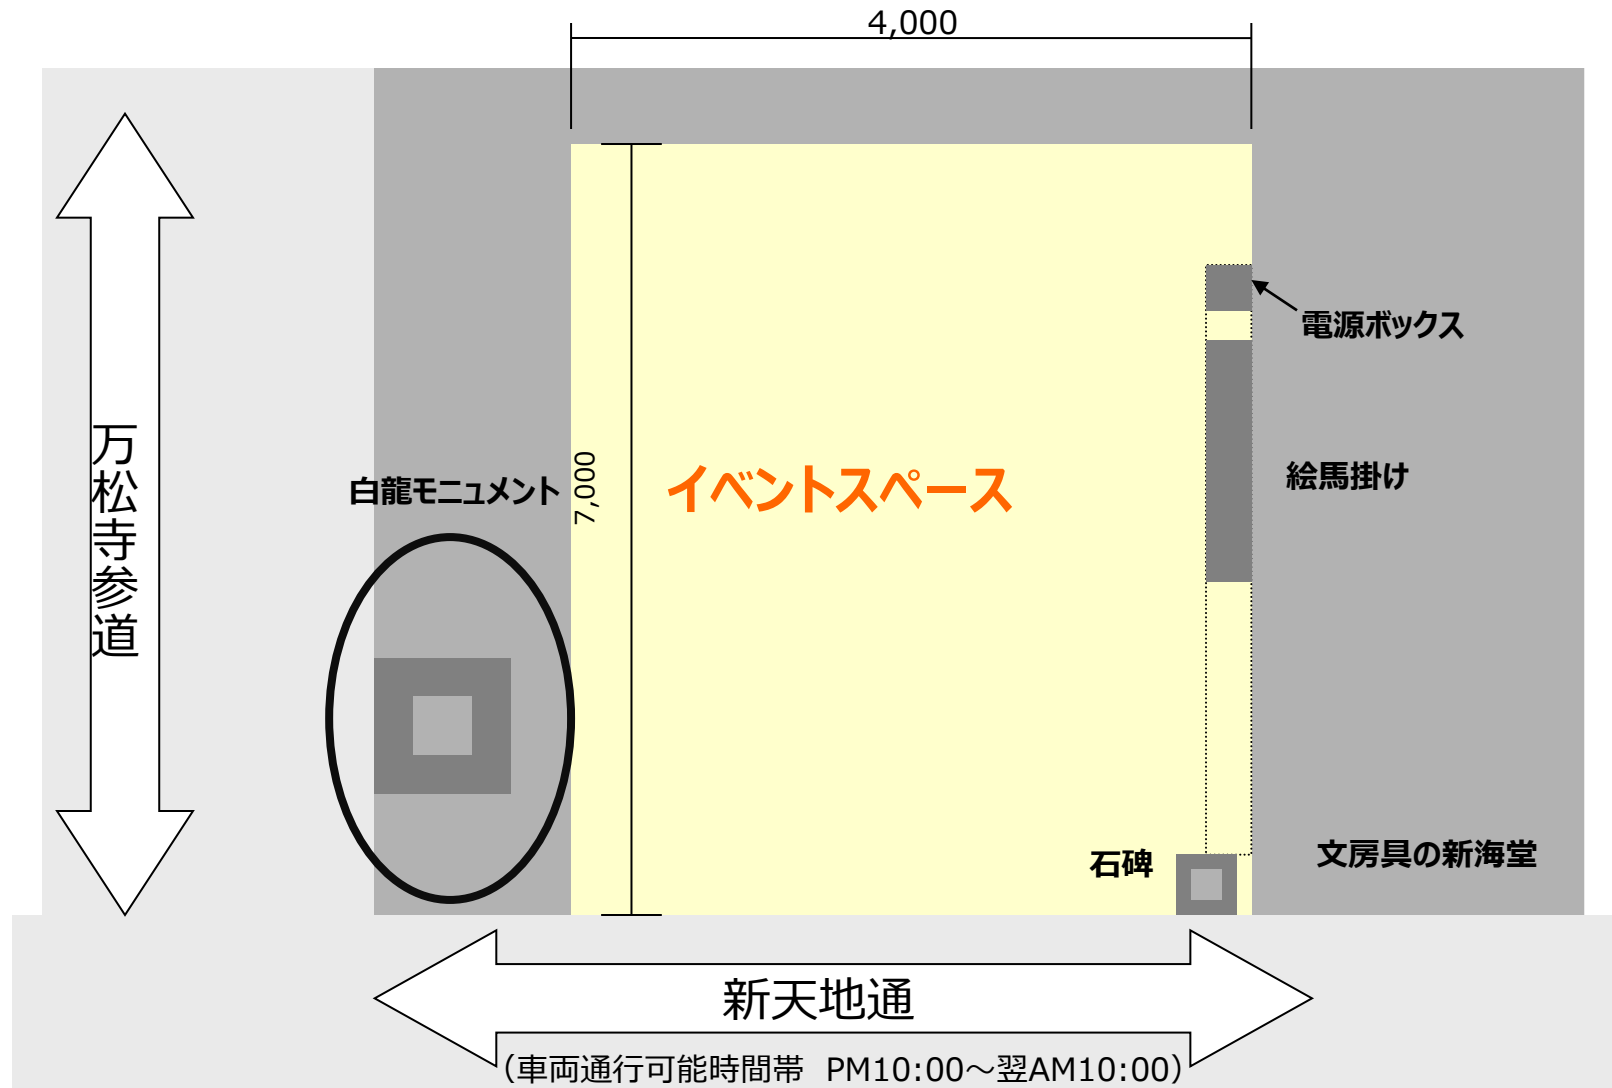 4,000
電源ボックス
万松寺参道
白龍モニュメント
7,000
イベントスペース
絵馬掛け
石碑
文房具の新海堂
新天地通
（車両通行可能時間帯　PM10:00～翌AM10:00）